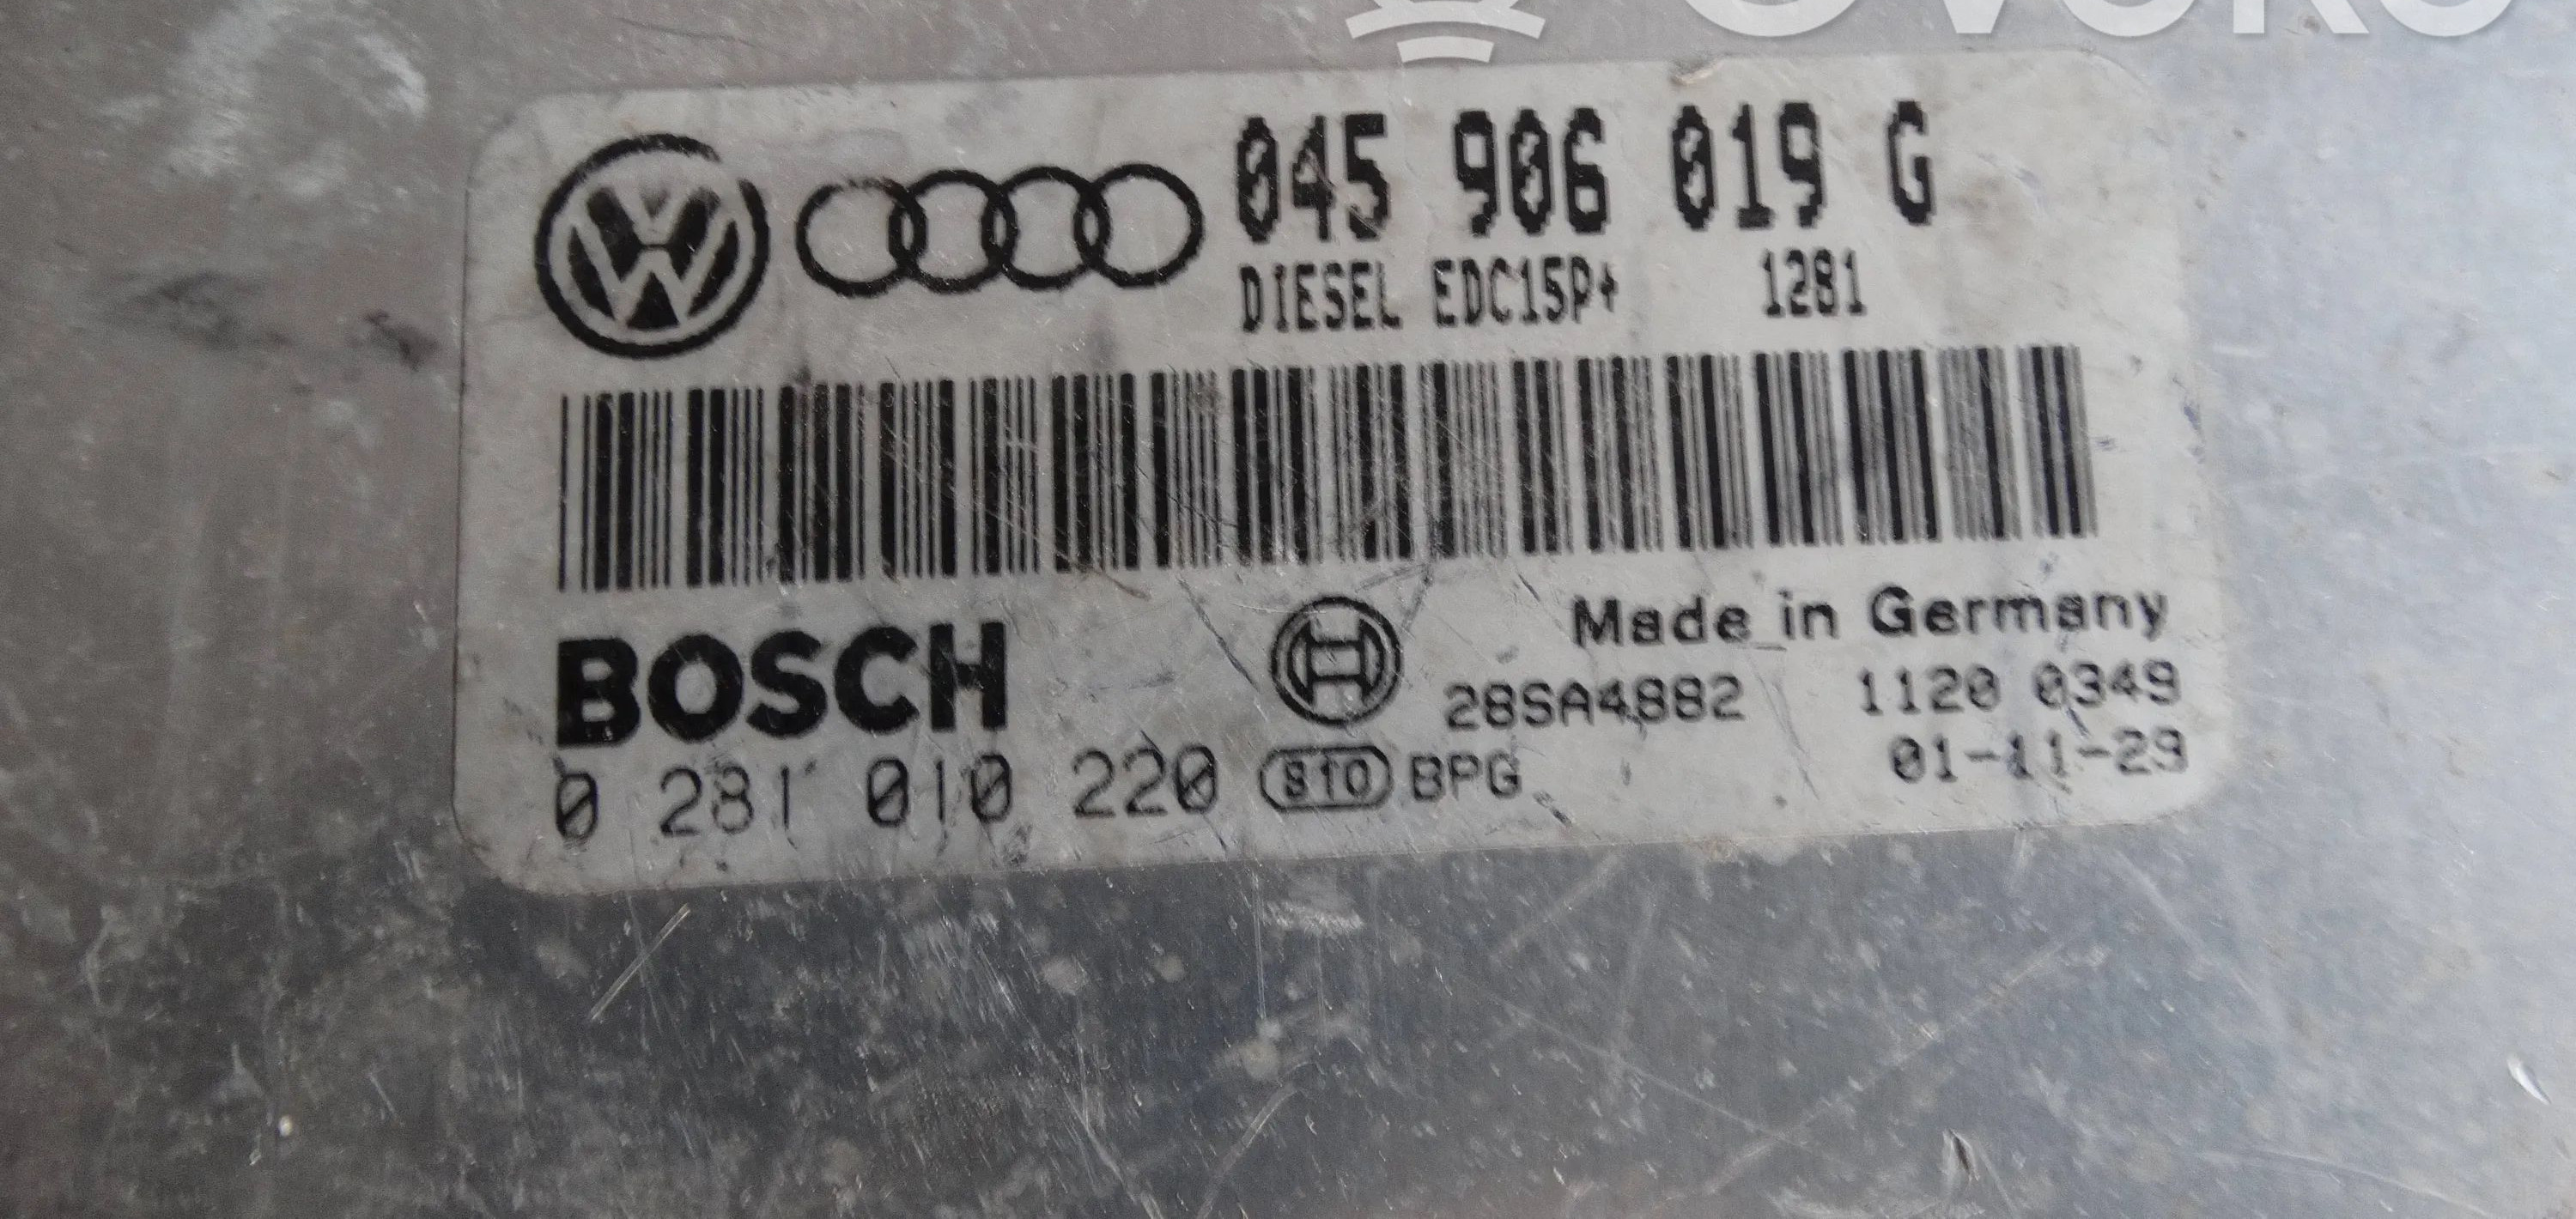 045 906 019 G
DIESEL EDC15P+ 1281
BOSCH
Made in Germany
28SA4882 1120 0349
0 281 010 220 S10 BPG 01-11-29